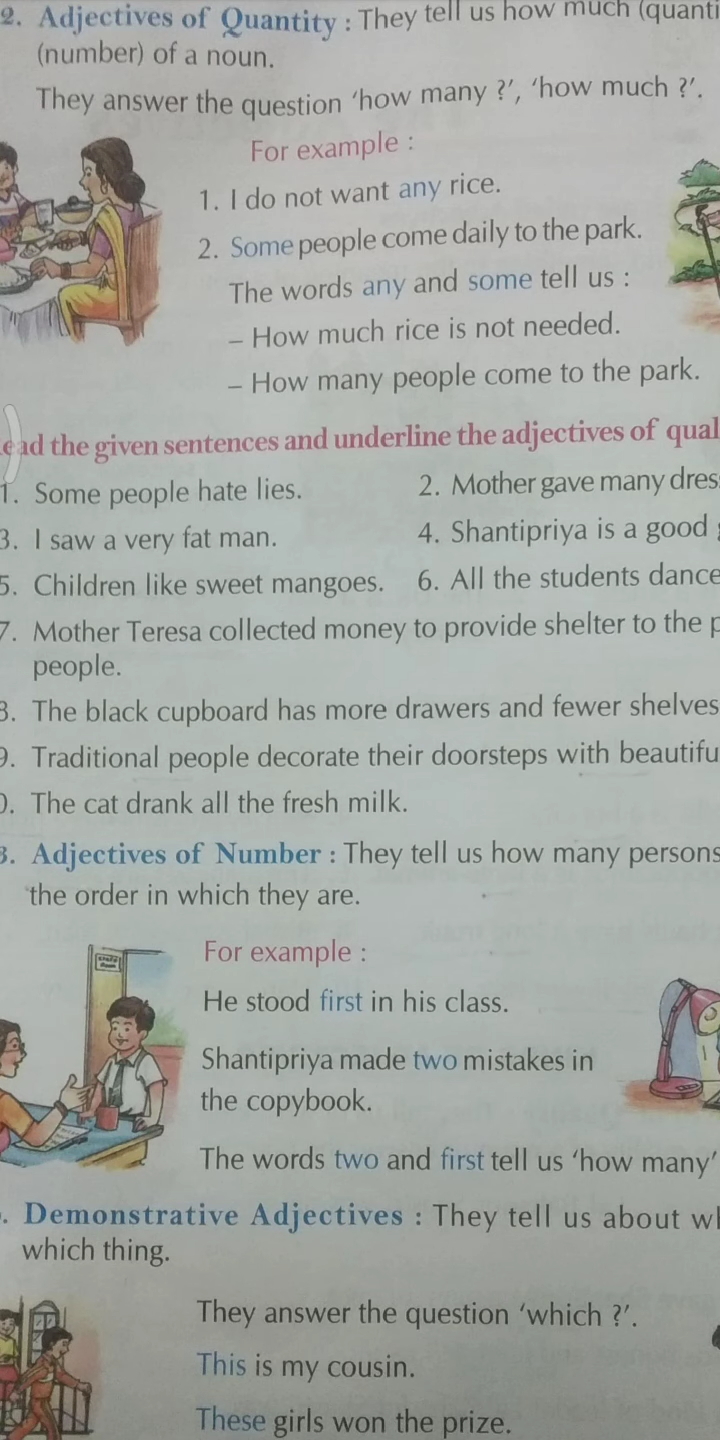 2. Adjectives of Quantity : They tell us how much (quanti
(number) of a noun.
They answer the question 'how many ?', 'how much ?'.
For example :
1. I do not want any rice.
2. Some people come daily to the park.
The words any and some tell us :
– How much rice is not needed.
– How many people come to the park.
ead the given sentences and underline the adjectives of qual
1. Some people hate lies. 2. Mother gave many dres
3. I saw a very fat man. 4. Shantipriya is a good
5. Children like sweet mangoes. 6. All the students dance
7. Mother Teresa collected money to provide shelter to the p
people.
8. The black cupboard has more drawers and fewer shelves
9. Traditional people decorate their doorsteps with beautifu
0. The cat drank all the fresh milk.
3. Adjectives of Number : They tell us how many persons
the order in which they are.
For example :
He stood first in his class.
Shantipriya made two mistakes in
the copybook.
The words two and first tell us 'how many'
. Demonstrative Adjectives : They tell us about wh
which thing.
They answer the question 'which ?'.
This is my cousin.
These girls won the prize.